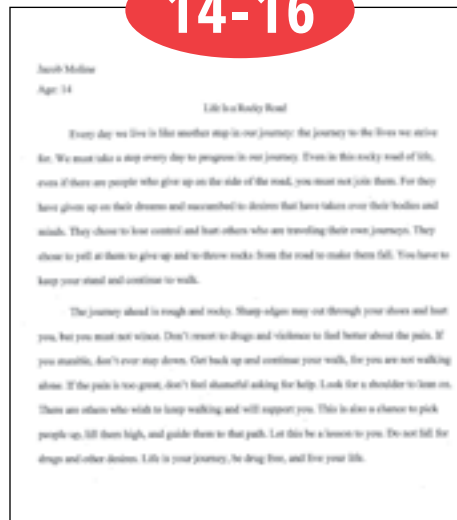 14-16
Jacob Moline
Age: 14
Life Is a Rocky Road
Every day we live is like another step in our journey: the journey to the lives we strive
for. We must take a step every day to progress in our journey. Even in this rocky road of life,
even if there are people who give up on the side of the road, you must not join them. For they
have given up on their dreams and succumbed to desires that have taken over their bodies and
minds. They chose to lose control and hurt others who are traveling their own journeys. They
chose to yell at them to give up and to throw rocks from the road to make them fall. You have to
keep your stand and continue to walk.
The journey ahead is rough and rocky. Sharp edges may cut through your shoes and hurt
you, but you must not wince. Don't resort to drugs and violence to feel better about the pain. If
you stumble, don't ever stay down. Get back up and continue your walk, for you are not walking
alone. If the pain is too great, don't feel shameful asking for help. Look for a shoulder to lean on.
There are others who wish to keep walking and will support you. This is also a chance to pick
people up, lift them high, and guide them to that path. Let this be a lesson to you. Do not fall for
drugs and other desires. Life is your journey, be drug free, and live your life.